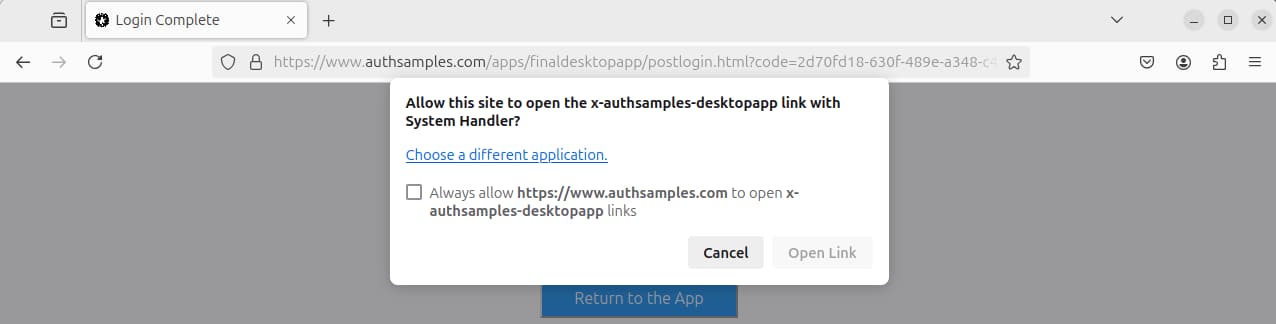 Login Complete
https://www.authsamples.com/apps/finaldesktopapp/postlogin.html?code=2d70fd18-630f-489e-a348-c4
Allow this site to open the x-authsamples-desktopapp link with
System Handler?
Choose a different application.
Always allow https://www.authsamples.com to open x-
authsamples-desktopapp links
Cancel
Open Link
Return to the App